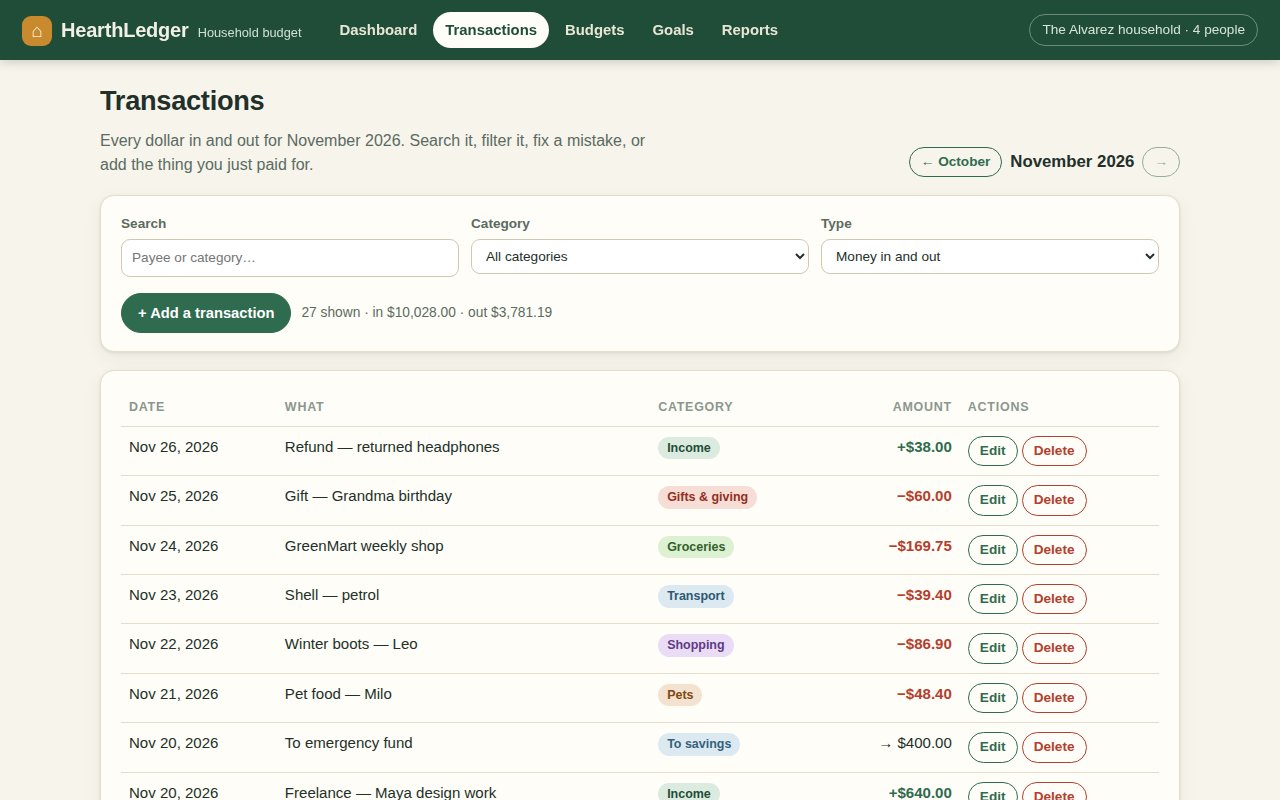 HearthLedger Household budget Dashboard Transactions Budgets Goals Reports The Alvarez household · 4 people
Transactions
Every dollar in and out for November 2026. Search it, filter it, fix a mistake, or
add the thing you just paid for.
← October November 2026 →
Search Category Type
Payee or category… All categories Money in and out
+ Add a transaction 27 shown · in $10,028.00 · out $3,781.19
DATE WHAT CATEGORY AMOUNT ACTIONS
Nov 26, 2026 Refund — returned headphones Income +$38.00 Edit Delete
Nov 25, 2026 Gift — Grandma birthday Gifts & giving −$60.00 Edit Delete
Nov 24, 2026 GreenMart weekly shop Groceries −$169.75 Edit Delete
Nov 23, 2026 Shell — petrol Transport −$39.40 Edit Delete
Nov 22, 2026 Winter boots — Leo Shopping −$86.90 Edit Delete
Nov 21, 2026 Pet food — Milo Pets −$48.40 Edit Delete
Nov 20, 2026 To emergency fund To savings → $400.00 Edit Delete
Nov 20, 2026 Freelance — Maya design work Income +$640.00 Edit Delete